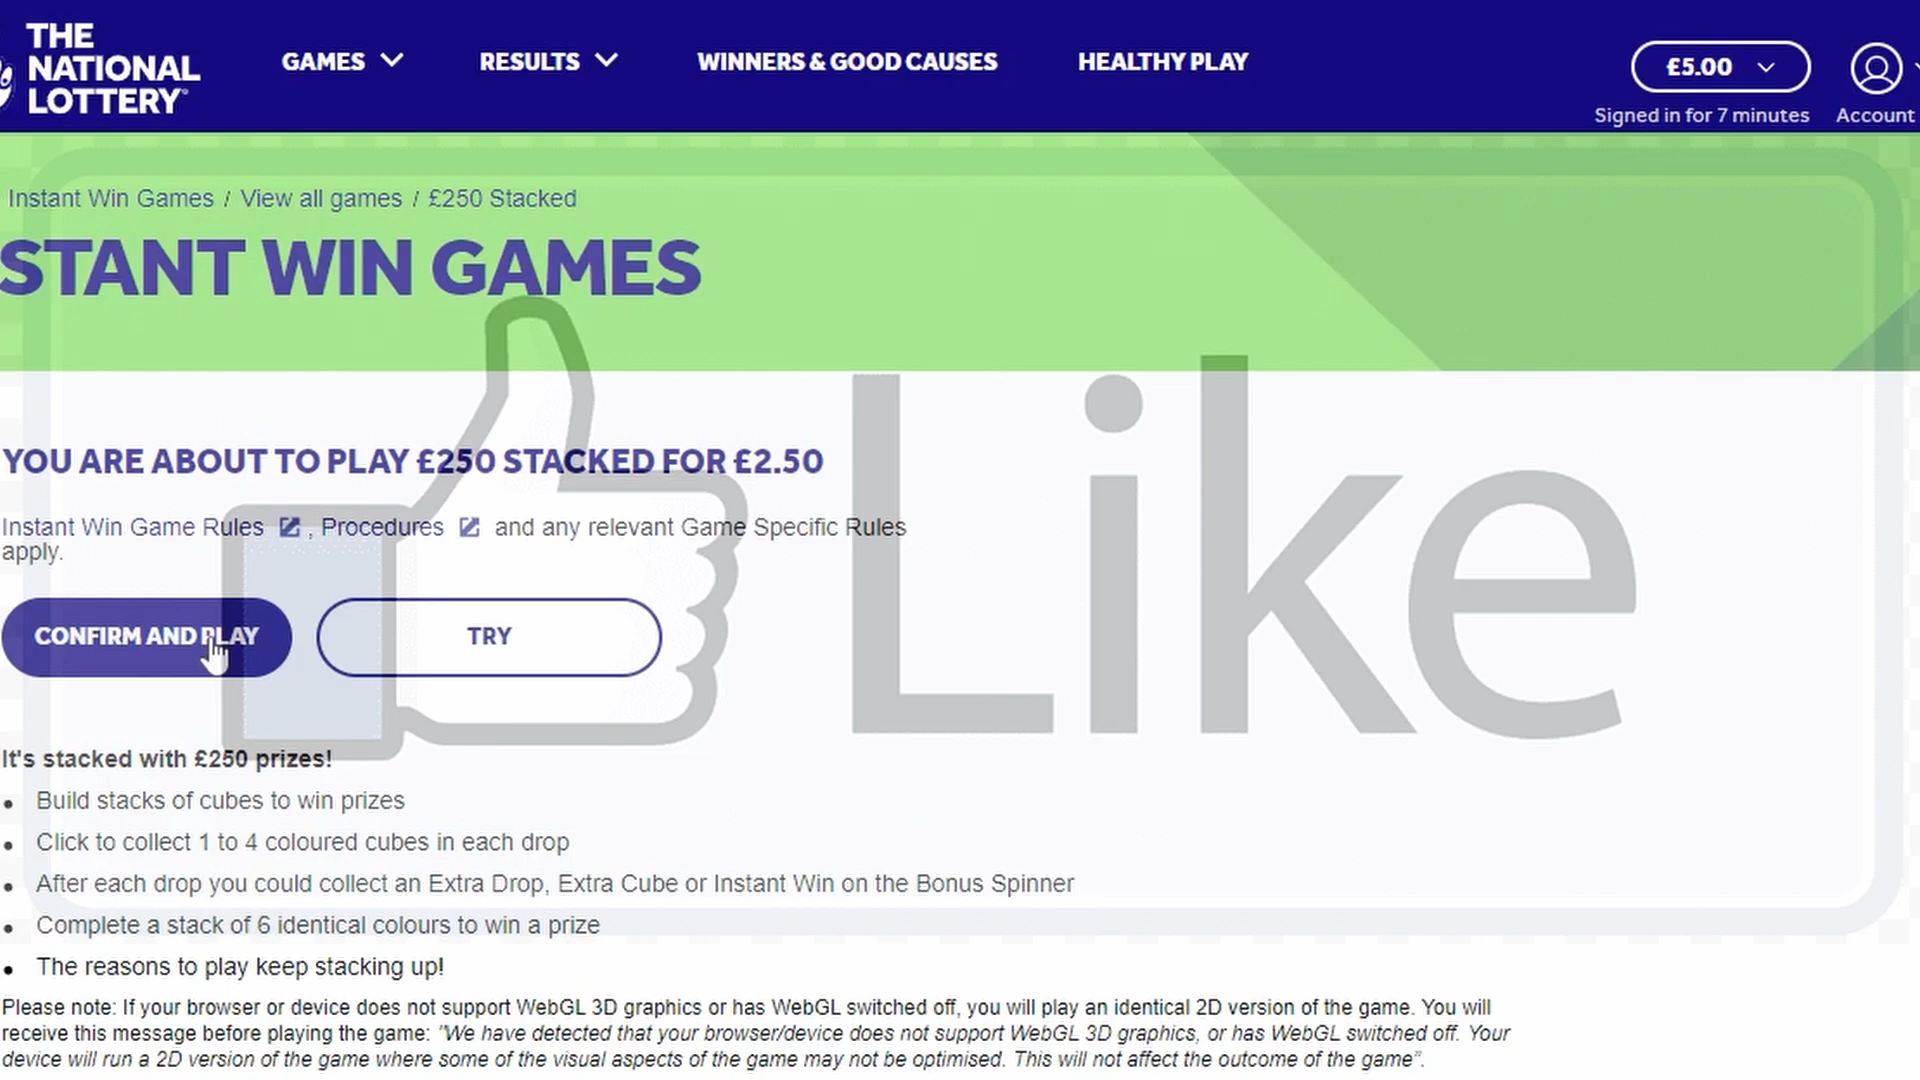 THE
NATIONAL
LOTTERY
GAMES
RESULTS
WINNERS & GOOD CAUSES
HEALTHY PLAY
£5.00
Signed in for 7 minutes
Account
Instant Win Games / View all games / £250 Stacked
STANT WIN GAMES
Like
YOU ARE ABOUT TO PLAY £250 STACKED FOR £2.50
Instant Win Game Rules , Procedures and any relevant Game Specific Rules
apply.
CONFIRM AND PLAY
TRY
It's stacked with £250 prizes!
• Build stacks of cubes to win prizes
• Click to collect 1 to 4 coloured cubes in each drop
• After each drop you could collect an Extra Drop, Extra Cube or Instant Win on the Bonus Spinner
• Complete a stack of 6 identical colours to win a prize
• The reasons to play keep stacking up!
Please note: If your browser or device does not support WebGL 3D graphics or has WebGL switched off, you will play an identical 2D version of the game. You will
receive this message before playing the game: "We have detected that your browser/device does not support WebGL 3D graphics, or has WebGL switched off. Your
device will run a 2D version of the game where some of the visual aspects of the game may not be optimised. This will not affect the outcome of the game".